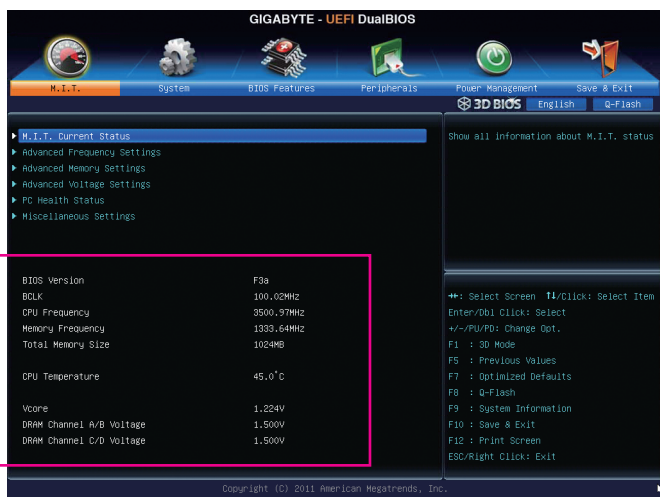 GIGABYTE - UEFI DualBIOS
M.I.T. System BIOS Features Peripherals Power Management Save & Exit
3D BIOS English Q-Flash
M.I.T. Current Status
Advanced Frequency Settings
Advanced Memory Settings
Advanced Voltage Settings
PC Health Status
Miscellaneous Settings
Show all information about M.I.T. status
BIOS Version F3a
BCLK 100.02MHz
CPU Frequency 3500.97MHz
Memory Frequency 1333.64MHz
Total Memory Size 1024MB
CPU Temperature 45.0°C
Vcore 1.224V
DRAM Channel A/B Voltage 1.500V
DRAM Channel C/D Voltage 1.500V
↔: Select Screen ↑↓/Click: Select Item
Enter/Dbl Click: Select
+/-/PU/PD: Change Opt.
F1 : 3D Mode
F5 : Previous Values
F7 : Optimized Defaults
F8 : Q-Flash
F9 : System Information
F10 : Save & Exit
F12 : Print Screen
ESC/Right Click: Exit
Copyright (C) 2011 American Megatrends, Inc.